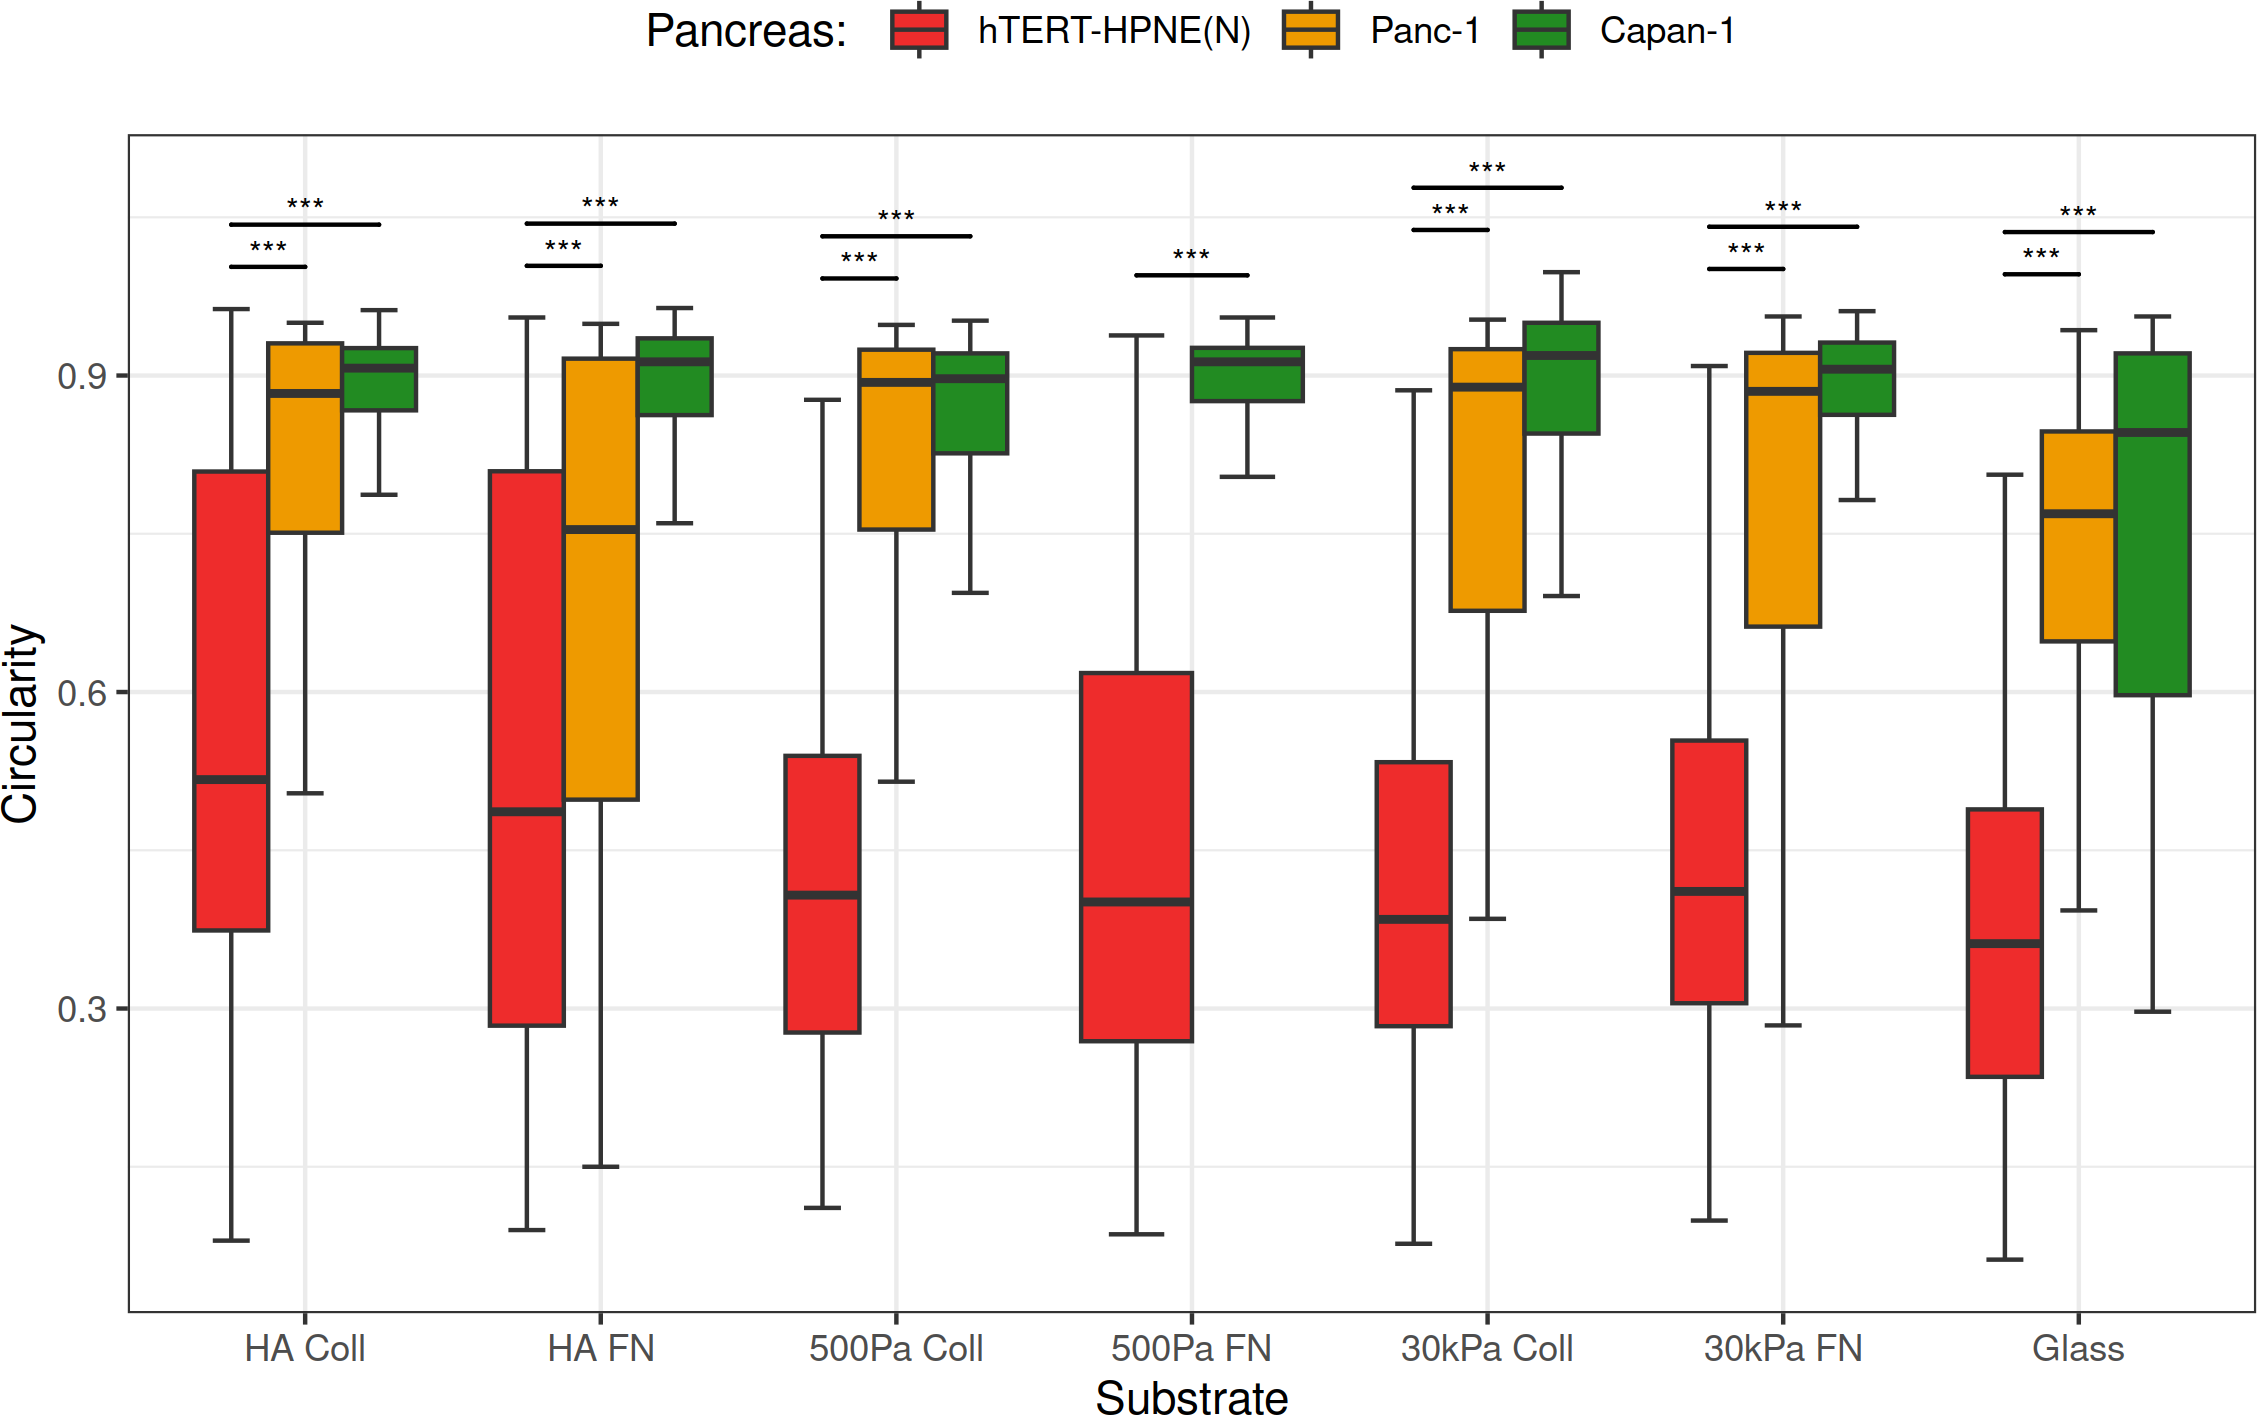 Pancreas: hTERT-HPNE(N) Panc-1 Capan-1
*** *** *** *** *** *** ***
*** *** *** *** *** ***
0.9
0.6
0.3
Circularity
HA Coll HA FN 500Pa Coll 500Pa FN 30kPa Coll 30kPa FN Glass
Substrate